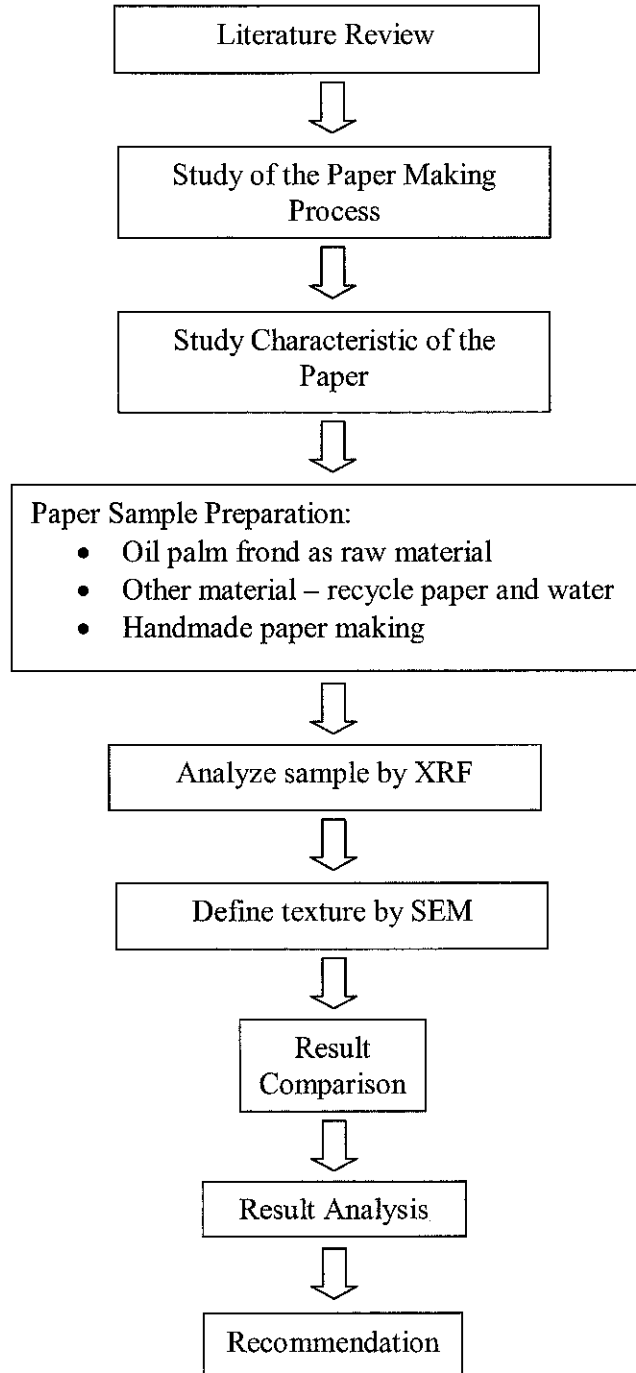 Literature Review
Study of the Paper Making
Process
Study Characteristic of the
Paper
Paper Sample Preparation:
• Oil palm frond as raw material
• Other material – recycle paper and water
• Handmade paper making
Analyze sample by XRF
Define texture by SEM
Result
Comparison
Result Analysis
Recommendation